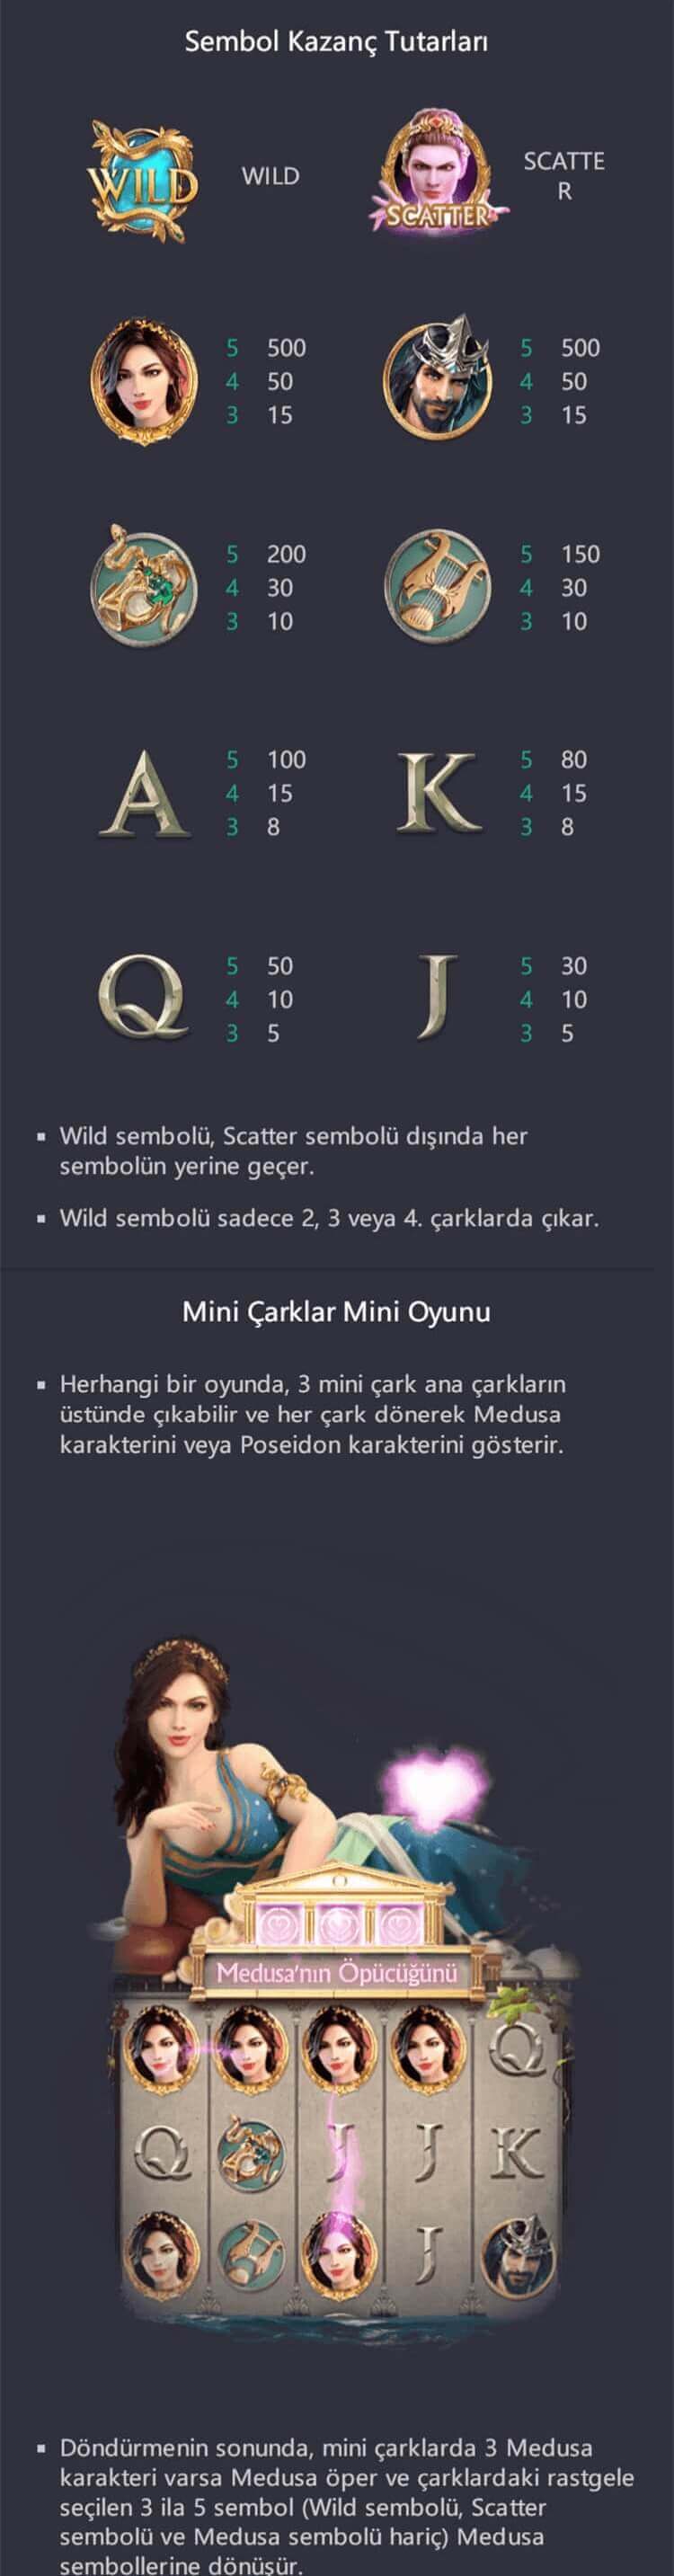 Sembol Kazanç Tutarları
WILD
WILD
SCATTER
SCATTE
R
5 500
4 50
3 15
5 500
4 50
3 15
5 200
4 30
3 10
5 150
4 30
3 10
A
5 100
4 15
3 8
K
5 80
4 15
3 8
Q
5 50
4 10
3 5
J
5 30
4 10
3 5
▪ Wild sembolü, Scatter sembolü dışında her
sembolün yerine geçer.
▪ Wild sembolü sadece 2, 3 veya 4. çarklarda çıkar.
Mini Çarklar Mini Oyunu
▪ Herhangi bir oyunda, 3 mini çark ana çarkların
üstünde çıkabilir ve her çark dönerek Medusa
karakterini veya Poseidon karakterini gösterir.
Medusa'nın Öpücüğünü
Q
Q J J K
J
▪ Döndürmenin sonunda, mini çarklarda 3 Medusa
karakteri varsa Medusa öper ve çarklardaki rastgele
seçilen 3 ila 5 sembol (Wild sembolü, Scatter
sembolü ve Medusa sembolü hariç) Medusa
sembollerine dönüşür.